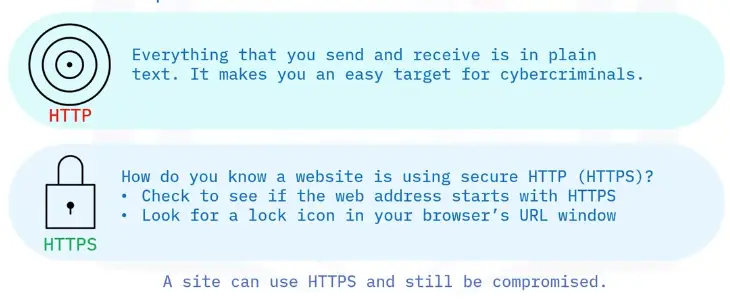 Everything that you send and receive is in plain
text. It makes you an easy target for cybercriminals.
HTTP
How do you know a website is using secure HTTP (HTTPS)?
• Check to see if the web address starts with HTTPS
• Look for a lock icon in your browser’s URL window
HTTPS
A site can use HTTPS and still be compromised.